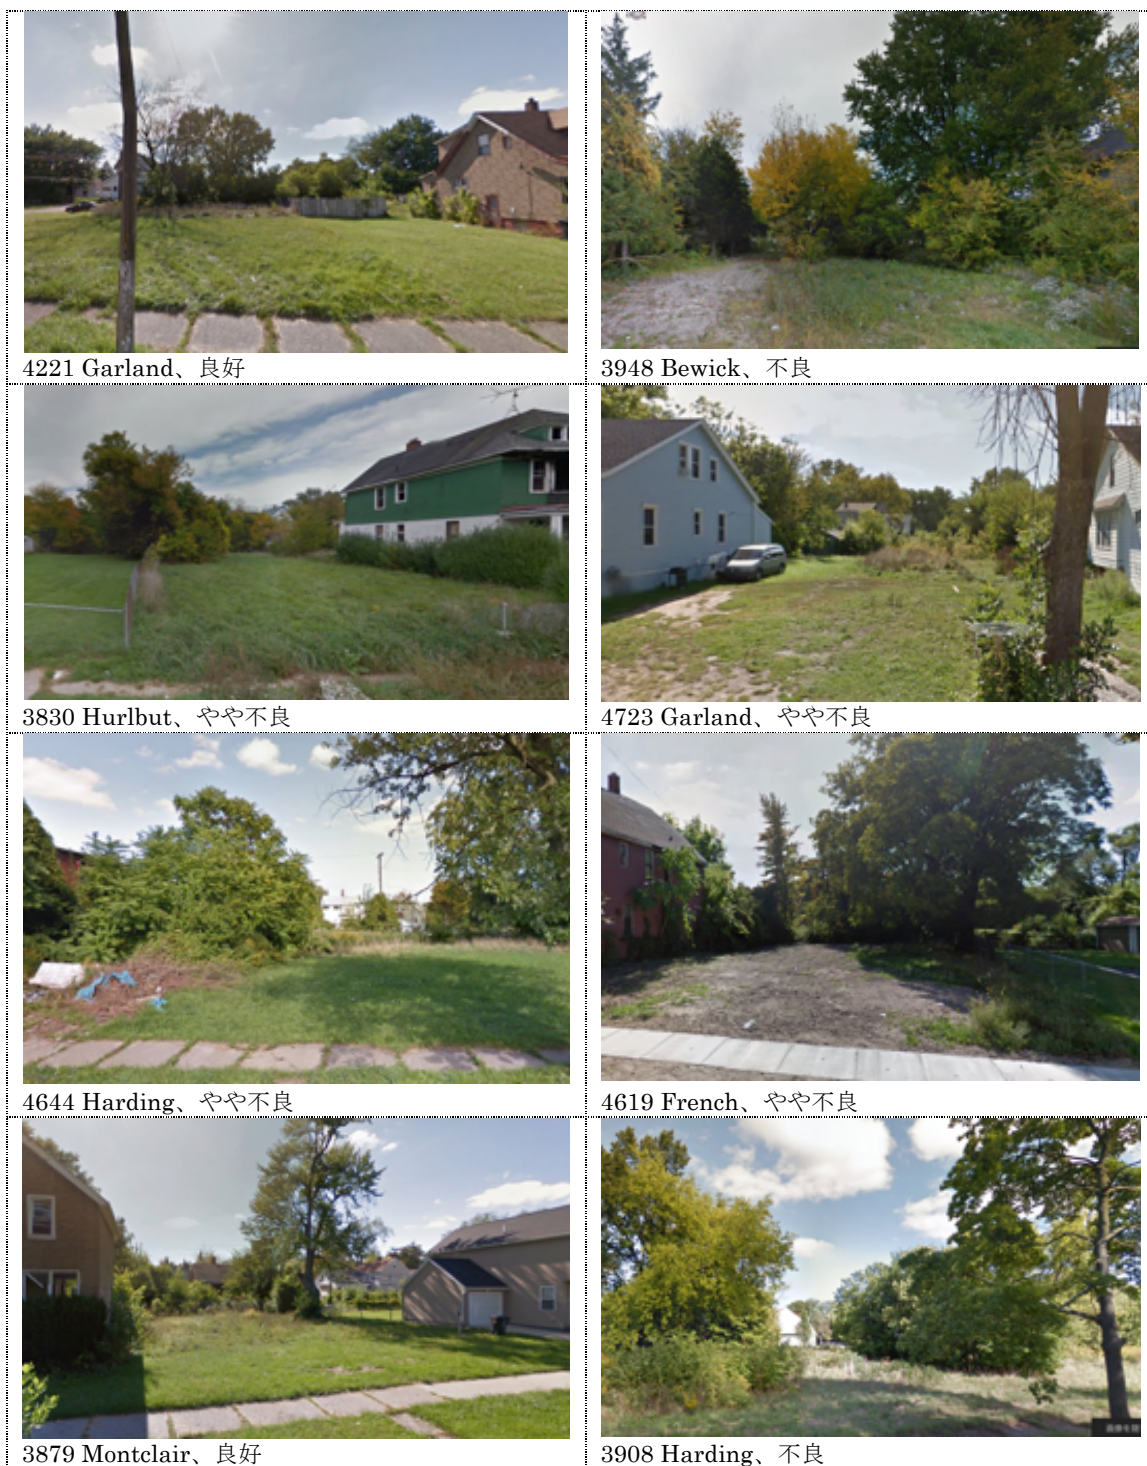 4221 Garland、良好
3948 Bewick、不良
3830 Hurlbut、やや不良
4723 Garland、やや不良
4644 Harding、やや不良
4619 French、やや不良
3879 Montclair、良好
3908 Harding、不良